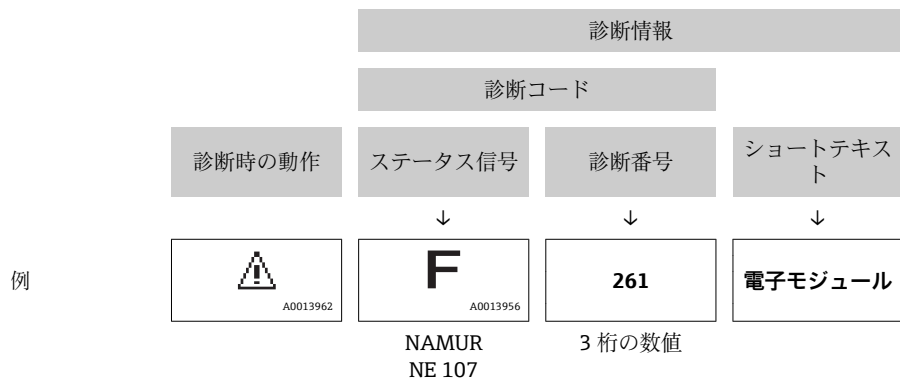 診断情報
診断コード
診断時の動作
ステータス信号
診断番号
ショートテキス
ト
↓
↓
↓
例
A0013962
F
A0013956
261
電子モジュール
NAMUR
NE 107
3 桁の数値